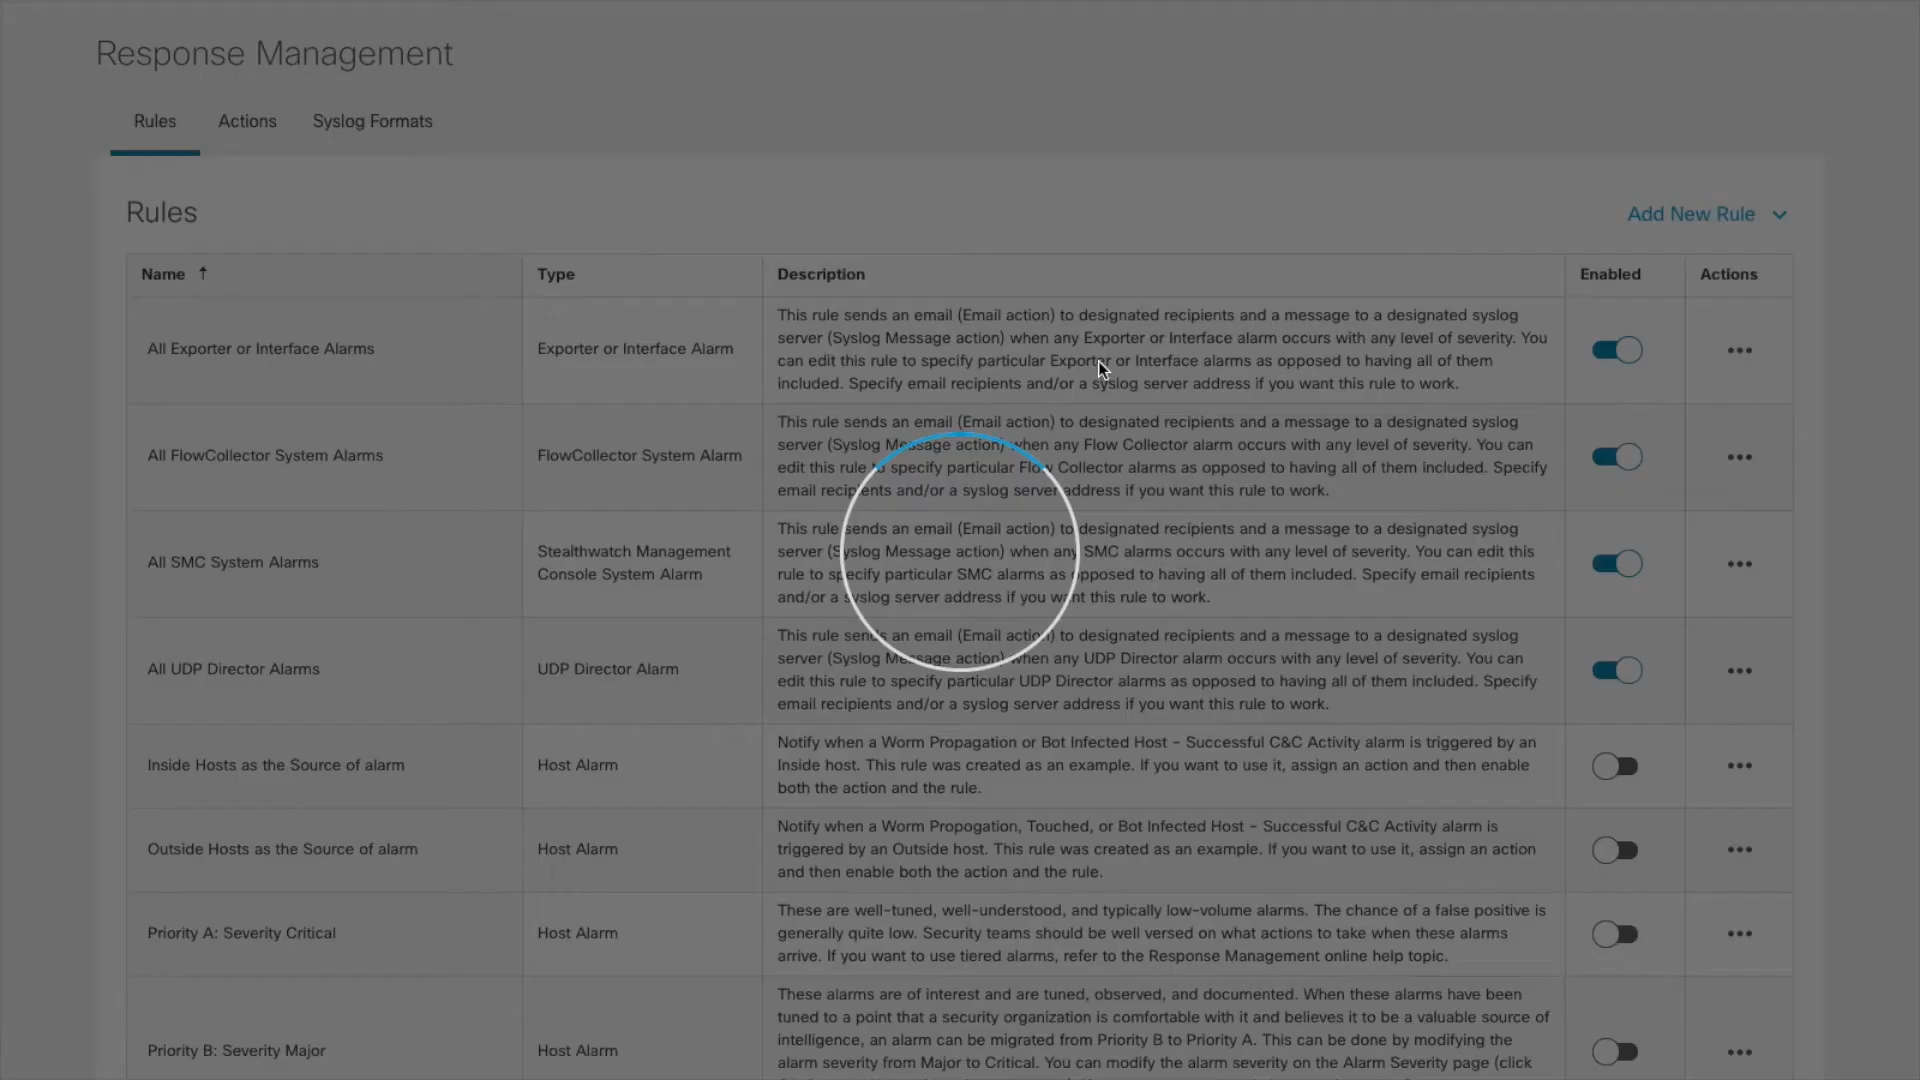 Response Management
Rules
Actions
Syslog Formats
Rules
Add New Rule
Name
Type
Description
Enabled
Actions
All Exporter or Interface Alarms
Exporter or Interface Alarm
This rule sends an email (Email action) to designated recipients and a message to a designated syslog
server (Syslog Message action) when any Exporter or Interface alarm occurs with any level of severity. You
can edit this rule to specify particular Exporter or Interface alarms as opposed to having all of them
included. Specify email recipients and/or a syslog server address if you want this rule to work.
All FlowCollector System Alarms
FlowCollector System Alarm
This rule sends an email (Email action) to designated recipients and a message to a designated syslog
server (Syslog Message action) when any Flow Collector alarm occurs with any level of severity. You can
edit this rule to specify particular Flow Collector alarms as opposed to having all of them included. Specify
email recipients and/or a syslog server address if you want this rule to work.
All SMC System Alarms
Stealthwatch Management
Console System Alarm
This rule sends an email (Email action) to designated recipients and a message to a designated syslog
server (Syslog Message action) when any SMC alarms occurs with any level of severity. You can edit this
rule to specify particular SMC alarms as opposed to having all of them included. Specify email recipients
and/or a syslog server address if you want this rule to work.
All UDP Director Alarms
UDP Director Alarm
This rule sends an email (Email action) to designated recipients and a message to a designated syslog
server (Syslog Message action) when any UDP Director alarm occurs with any level of severity. You can
edit this rule to specify particular UDP Director alarms as opposed to having all of them included. Specify
email recipients and/or a syslog server address if you want this rule to work.
Inside Hosts as the Source of alarm
Host Alarm
Notify when a Worm Propagation or Bot Infected Host – Successful C&C Activity alarm is triggered by an
Inside host. This rule was created as an example. If you want to use it, assign an action and then enable
both the action and the rule.
Outside Hosts as the Source of alarm
Host Alarm
Notify when a Worm Propogation, Touched, or Bot Infected Host – Successful C&C Activity alarm is
triggered by an Outside host. This rule was created as an example. If you want to use it, assign an action
and then enable both the action and the rule.
Priority A: Severity Critical
Host Alarm
These are well-tuned, well-understood, and typically low-volume alarms. The chance of a false positive is
generally quite low. Security teams should be well versed on what actions to take when these alarms
arrive. If you want to use tiered alarms, refer to the Response Management online help topic.
Priority B: Severity Major
Host Alarm
These alarms are of interest and are tuned, observed, and documented. When these alarms have been
tuned to a point that a security organization is comfortable with it and believes it to be a valuable source of
intelligence, an alarm can be migrated from Priority B to Priority A. This can be done by modifying the
alarm severity from Major to Critical. You can modify the alarm severity on the Alarm Severity page (click